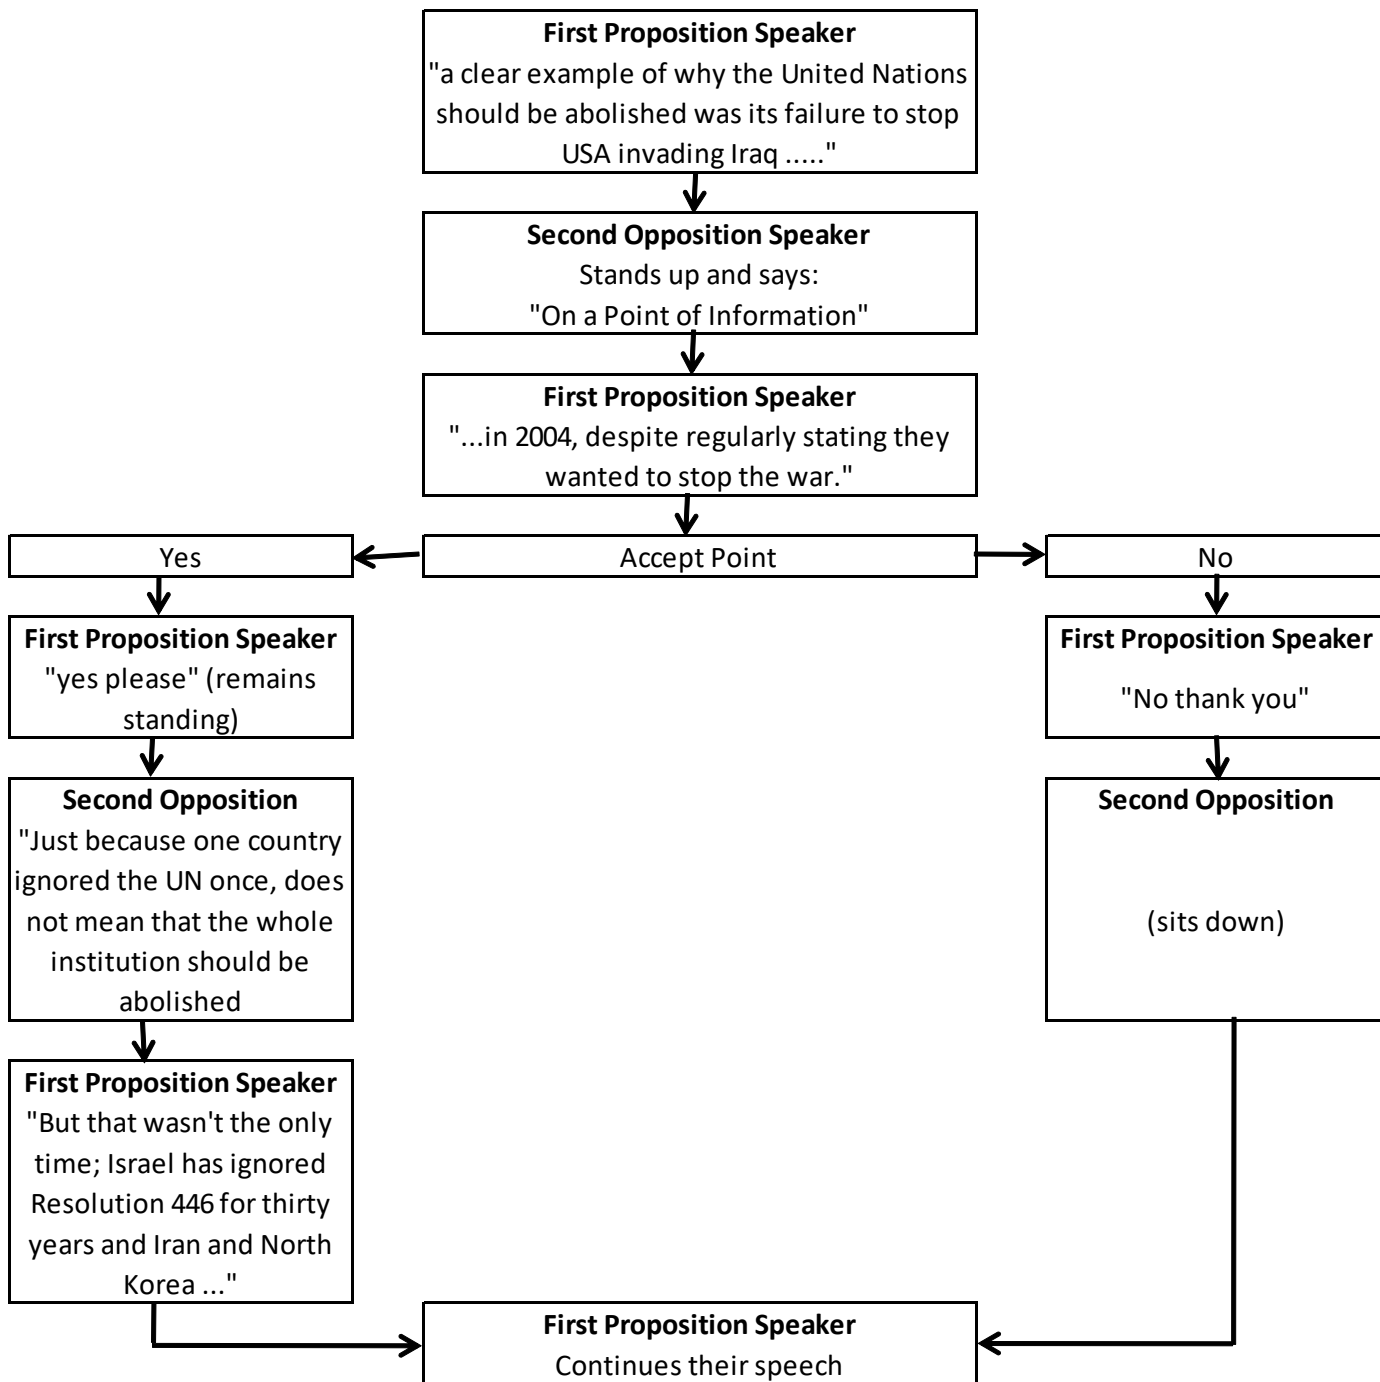 First Proposition Speaker
"a clear example of why the United Nations
should be abolished was its failure to stop
USA invading Iraq ....."
Second Opposition Speaker
Stands up and says:
"On a Point of Information"
First Proposition Speaker
"...in 2004, despite regularly stating they
wanted to stop the war."
Yes
Accept Point
No
First Proposition Speaker
"yes please" (remains
standing)
First Proposition Speaker
"No thank you"
Second Opposition
"Just because one country
ignored the UN once, does
not mean that the whole
institution should be
abolished
Second Opposition
(sits down)
First Proposition Speaker
"But that wasn't the only
time; Israel has ignored
Resolution 446 for thirty
years and Iran and North
Korea ..."
First Proposition Speaker
Continues their speech